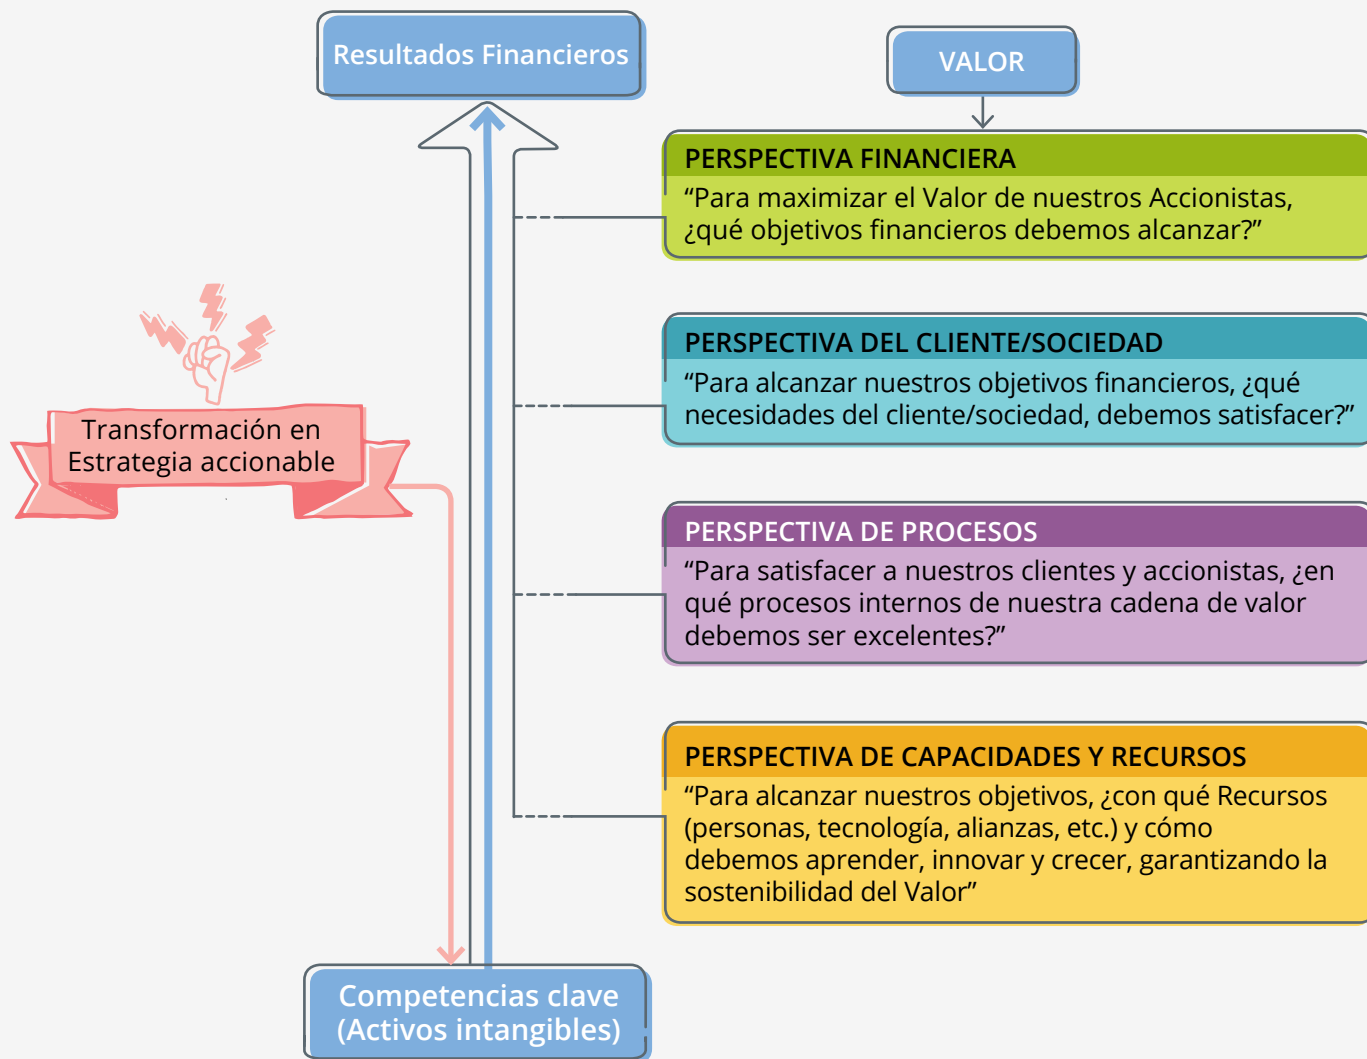 Resultados Financieros
VALOR
PERSPECTIVA FINANCIERA
“Para maximizar el Valor de nuestros Accionistas,
¿qué objetivos financieros debemos alcanzar?”
PERSPECTIVA DEL CLIENTE/SOCIEDAD
“Para alcanzar nuestros objetivos financieros, ¿qué
necesidades del cliente/sociedad, debemos satisfacer?”
Transformación en
Estrategia accionable
PERSPECTIVA DE PROCESOS
“Para satisfacer a nuestros clientes y accionistas, ¿en
qué procesos internos de nuestra cadena de valor
debemos ser excelentes?”
PERSPECTIVA DE CAPACIDADES Y RECURSOS
“Para alcanzar nuestros objetivos, ¿con qué Recursos
(personas, tecnología, alianzas, etc.) y cómo
debemos aprender, innovar y crecer, garantizando la
sostenibilidad del Valor”
Competencias clave
(Activos intangibles)